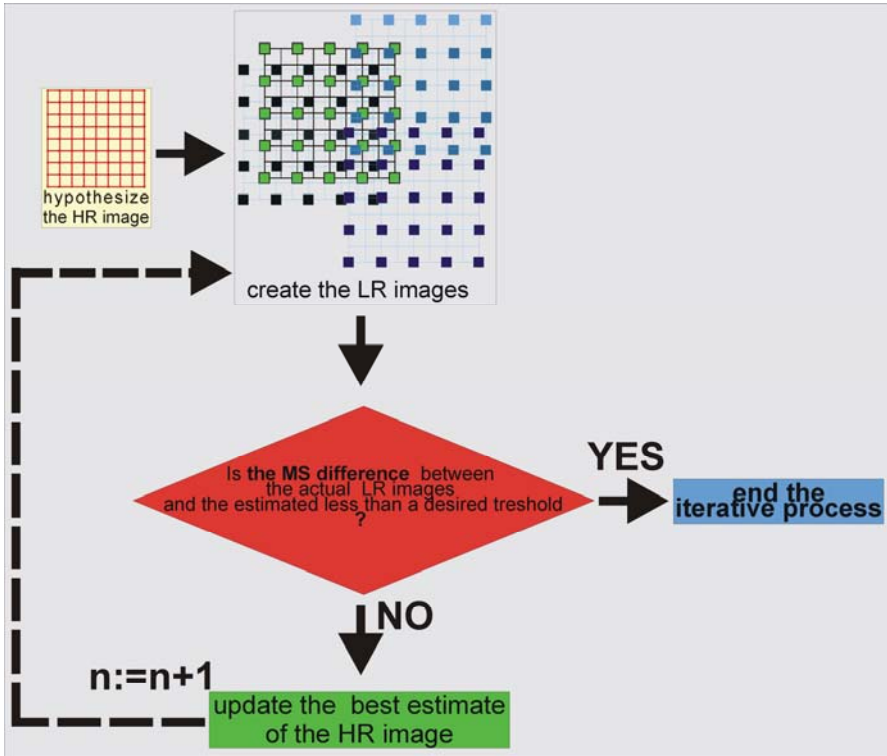 hypothesize
the HR image
create the LR images
Is the MS difference between
the actual LR images
and the estimated less than a desired treshold
?
YES
end the
iterative process
NO
n:=n+1
update the best estimate
of the HR image